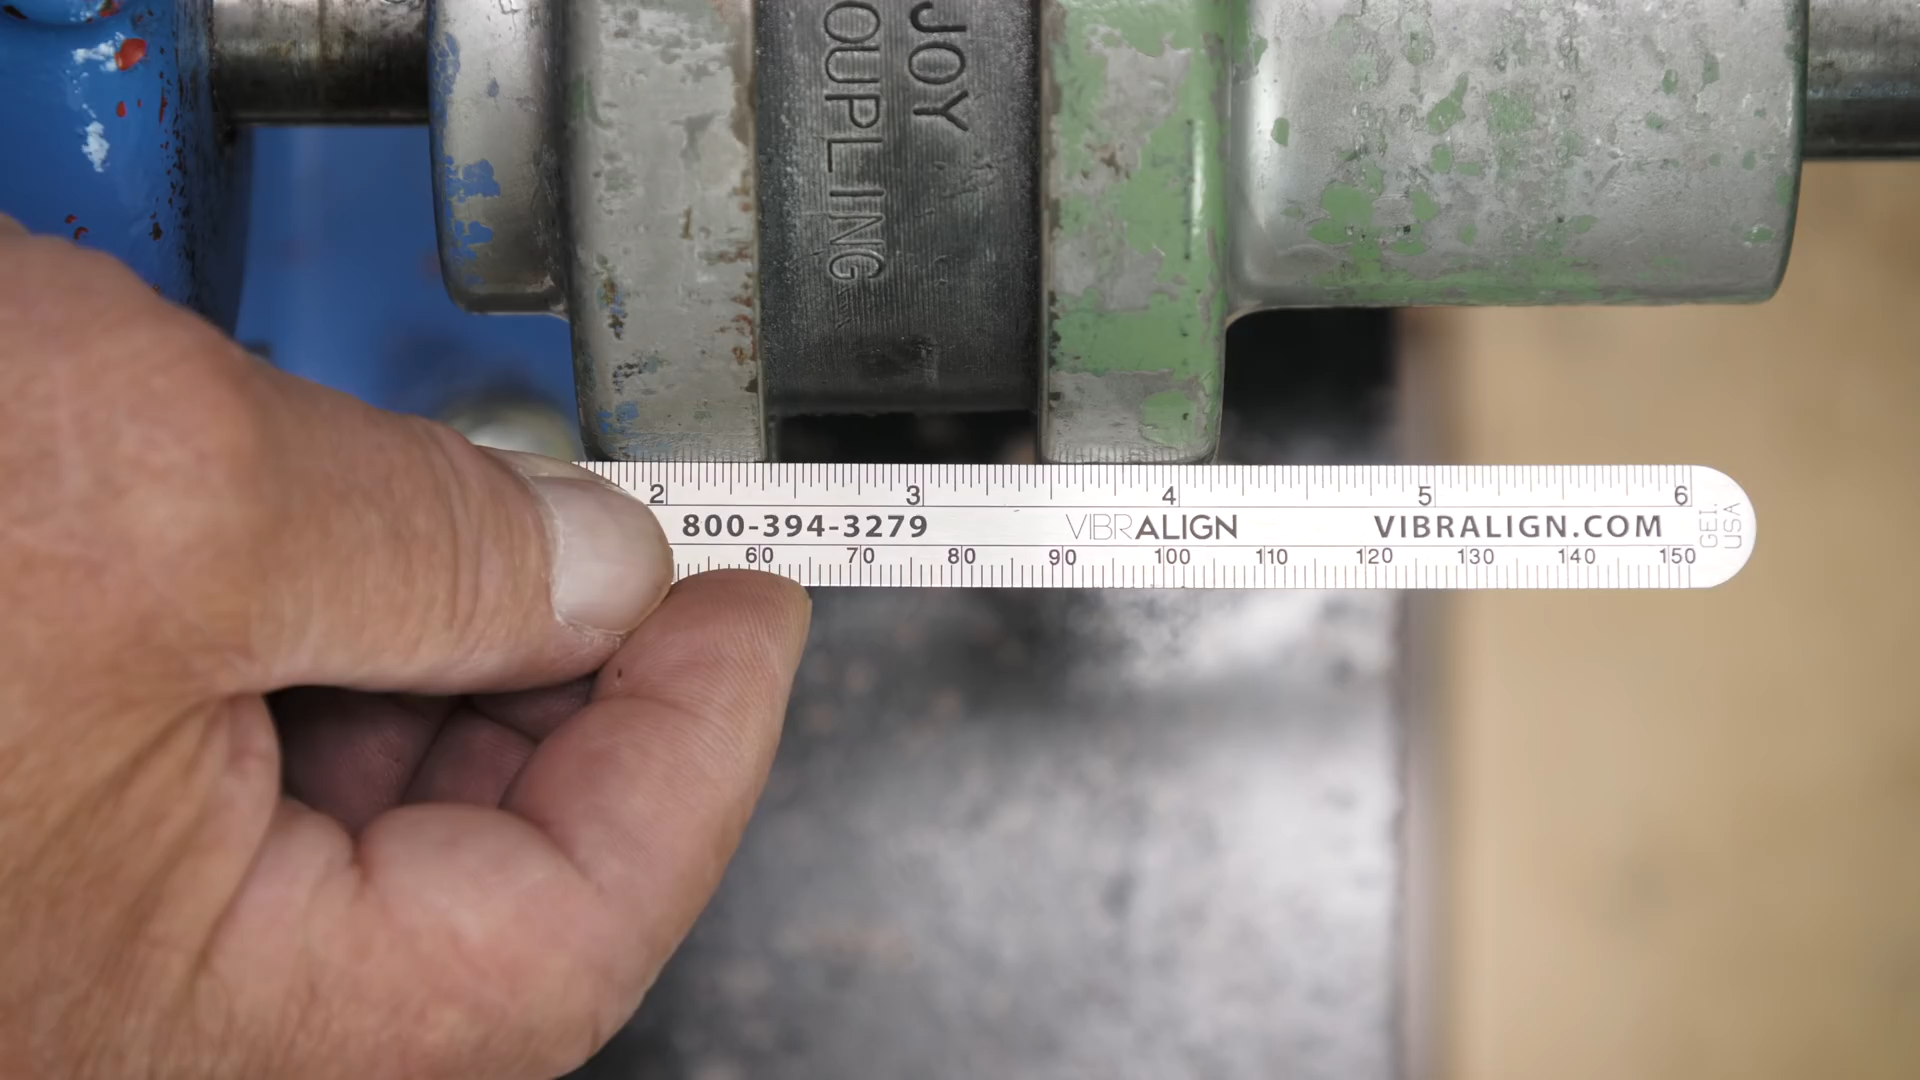 JOY
OUPLING
2 3 4 5 6
800-394-3279 VIBRALIGN VIBRALIGN.COM
60 70 80 90 100 110 120 130 140 150
GEI.
USA